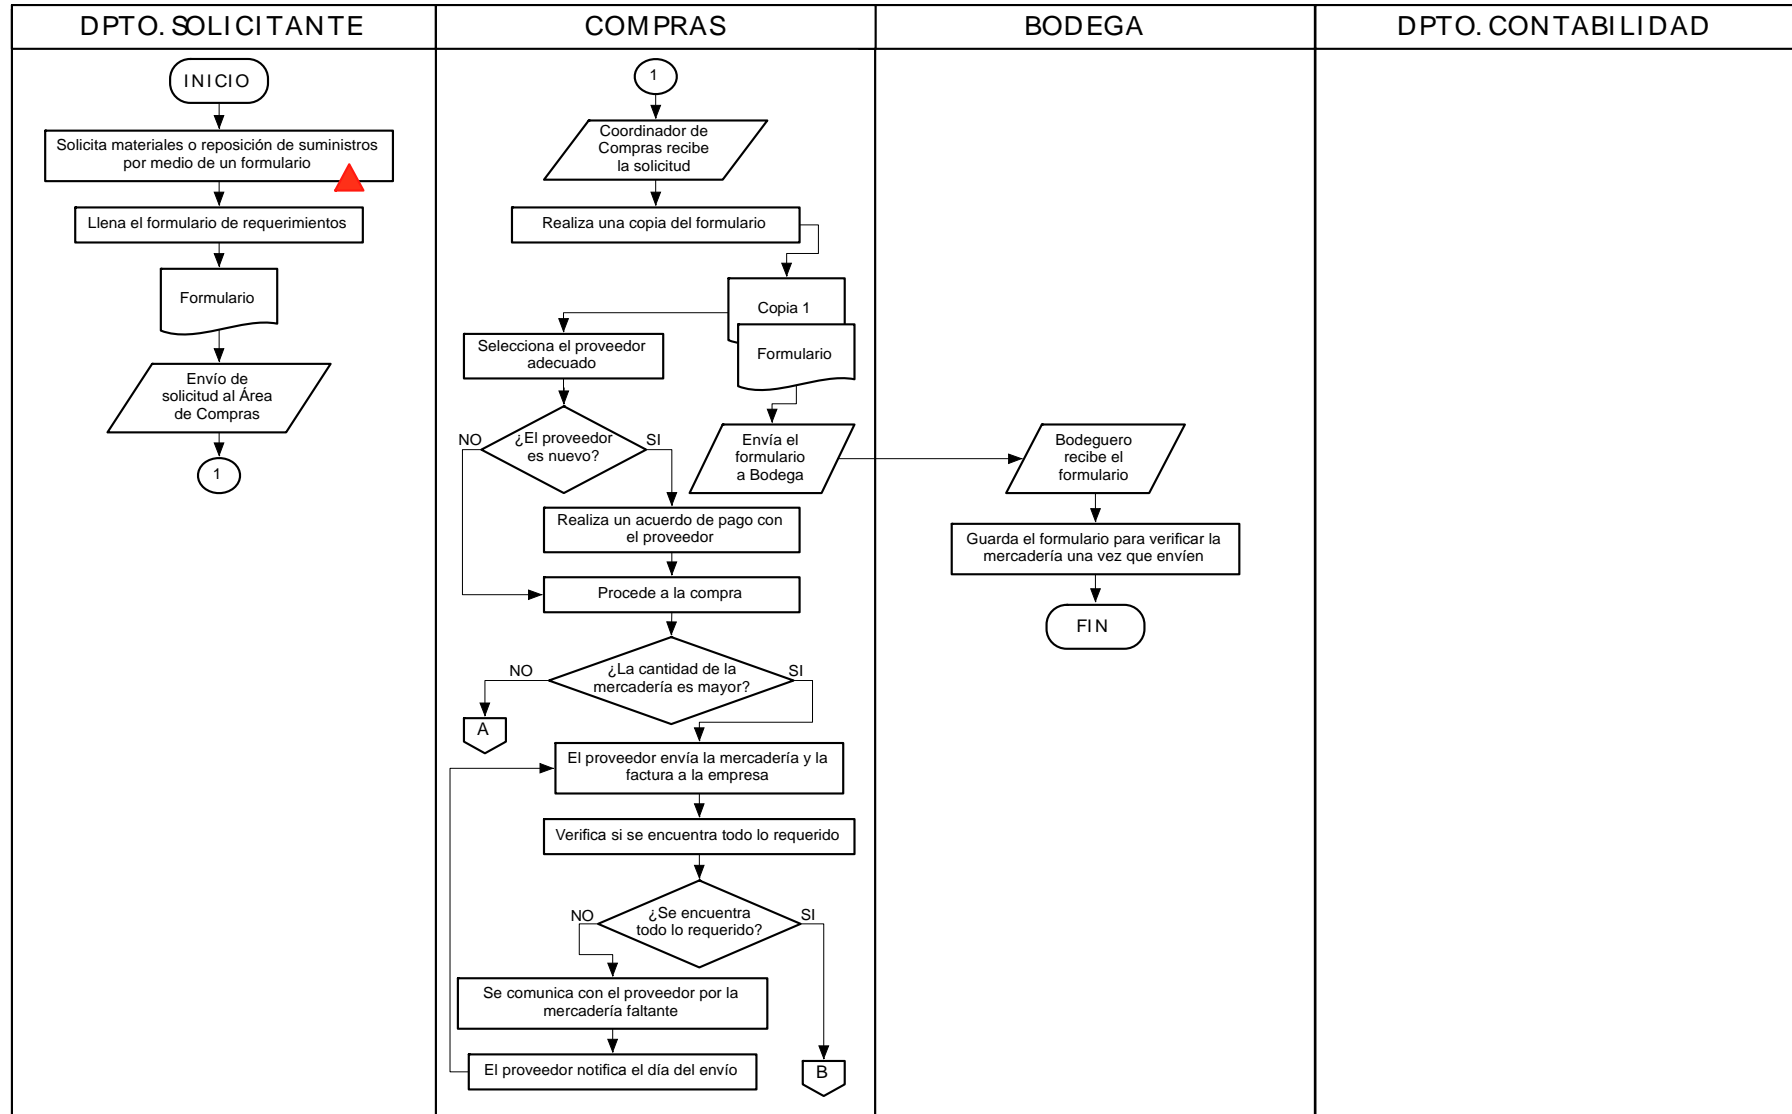 DPTO. SOLICITANTE
COMPRAS
BODEGA
DPTO. CONTABILIDAD
INICIO
Solicita materiales o reposición de suministros
por medio de un formulario
Llena el formulario de requerimientos
Formulario
Envío de
solicitud al Área
de Compras
1
1
Coordinador de
Compras recibe
la solicitud
Realiza una copia del formulario
Copia 1
Formulario
Selecciona el proveedor
adecuado
¿El proveedor
es nuevo?
NO
SI
Envía el
formulario
a Bodega
Realiza un acuerdo de pago con
el proveedor
Procede a la compra
¿La cantidad de la
mercadería es mayor?
NO
SI
A
El proveedor envía la mercadería y la
factura a la empresa
Verifica si se encuentra todo lo requerido
¿Se encuentra
todo lo requerido?
NO
SI
Se comunica con el proveedor por la
mercadería faltante
El proveedor notifica el día del envío
B
Bodeguero
recibe el
formulario
Guarda el formulario para verificar la
mercadería una vez que envíen
FIN